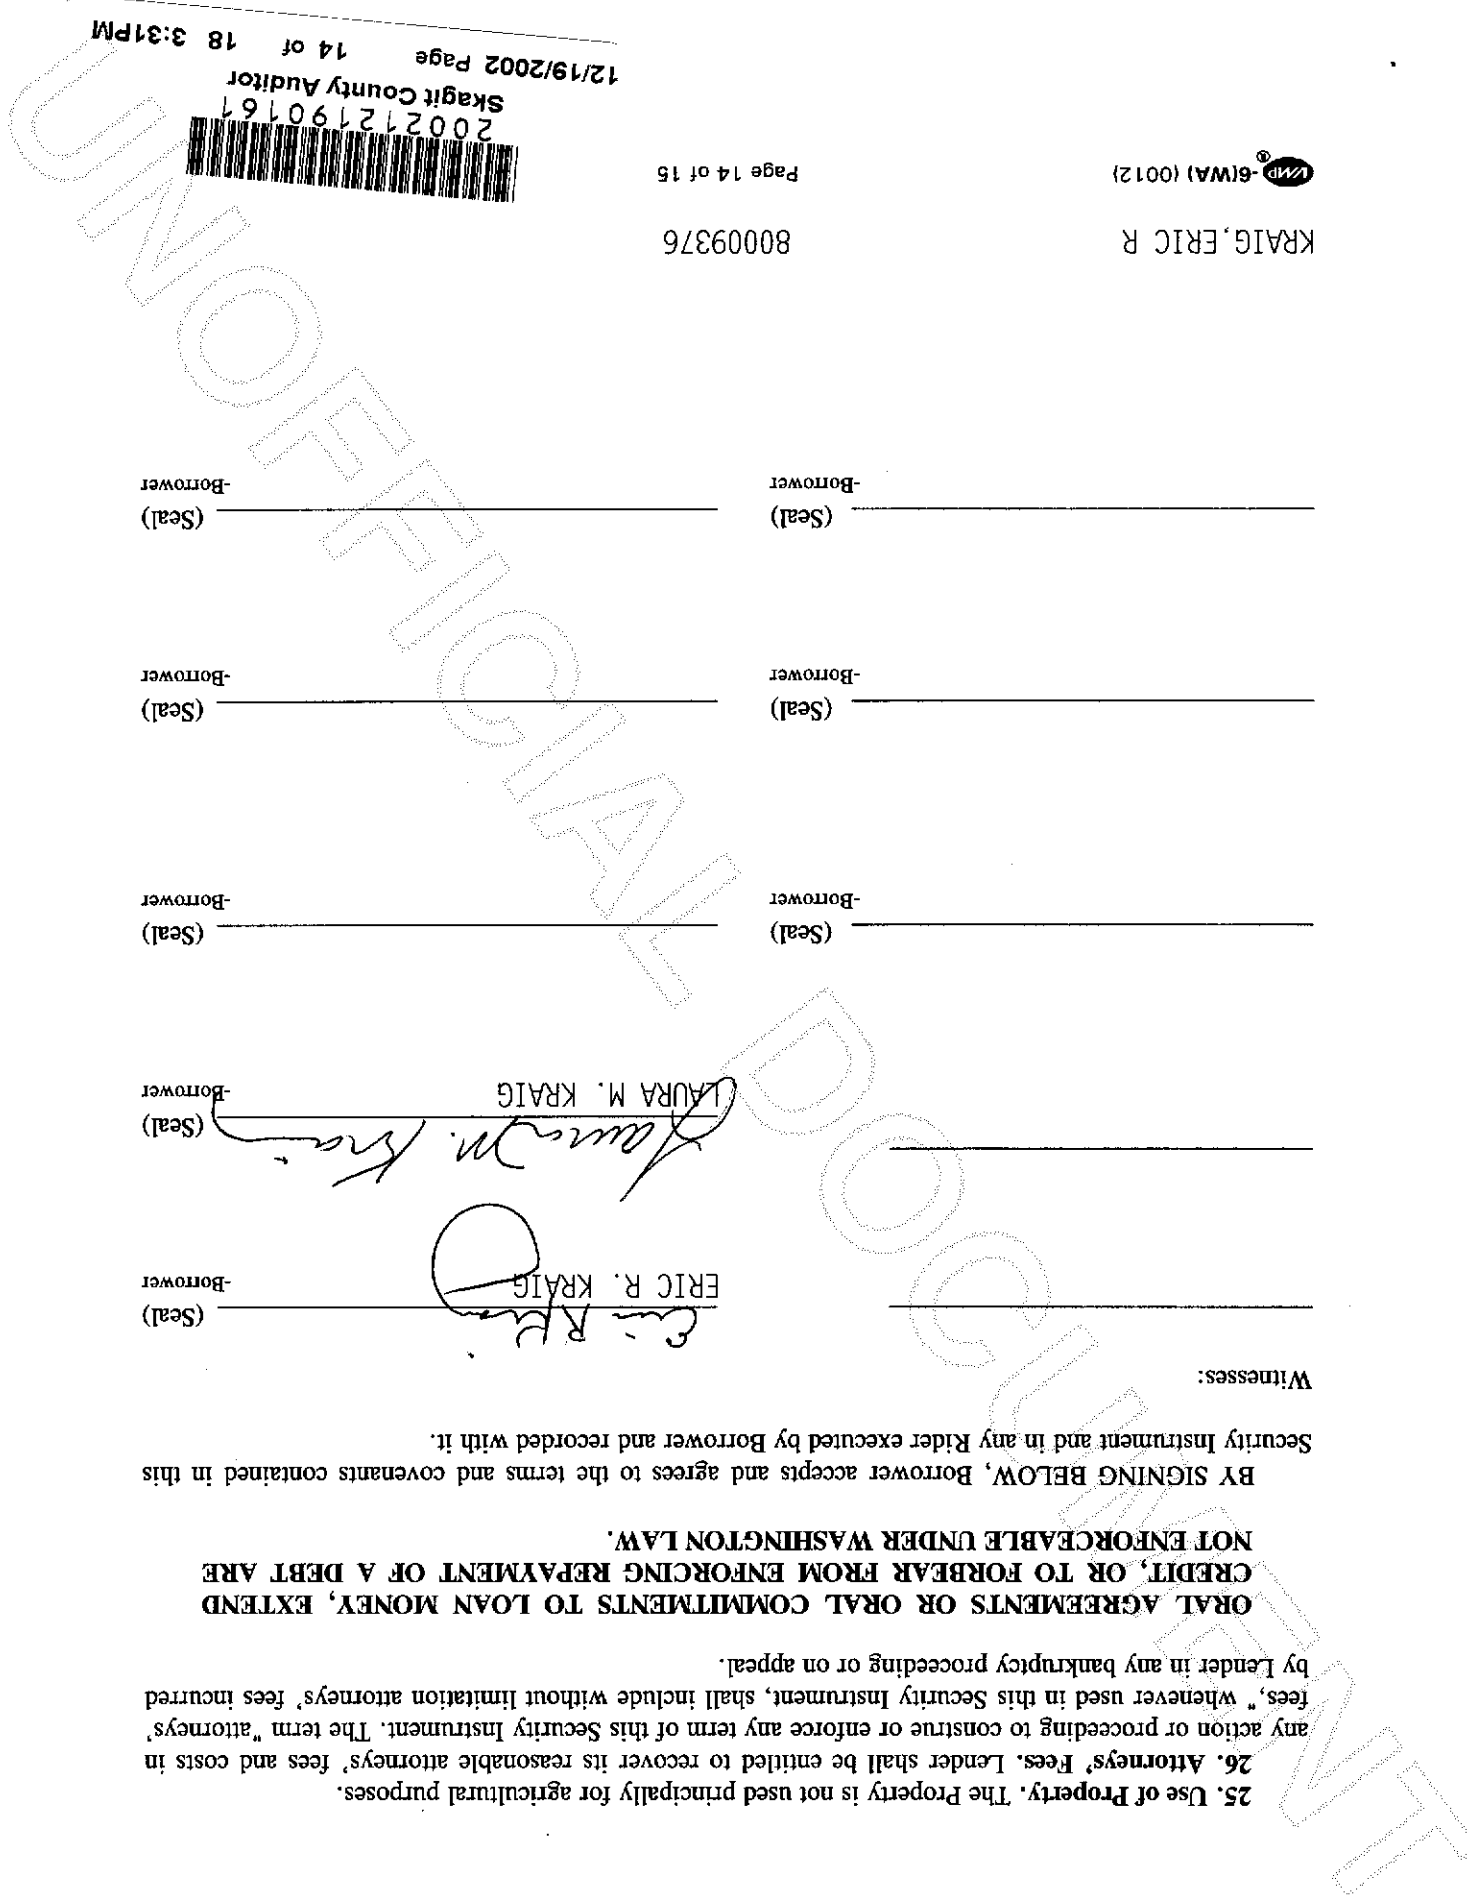 25. Use of Property. The Property is not used principally for agricultural purposes.
26. Attorneys' Fees. Lender shall be entitled to recover its reasonable attorneys' fees and costs in
any action or proceeding to construe or enforce any term of this Security Instrument. The term "attorneys'
fees," whenever used in this Security Instrument, shall include without limitation attorneys' fees incurred
by Lender in any bankruptcy proceeding or on appeal.
ORAL AGREEMENTS OR ORAL COMMITMENTS TO LOAN MONEY, EXTEND
CREDIT, OR TO FORBEAR FROM ENFORCING REPAYMENT OF A DEBT ARE
NOT ENFORCEABLE UNDER WASHINGTON LAW.
BY SIGNING BELOW, Borrower accepts and agrees to the terms and covenants contained in this
Security Instrument and in any Rider executed by Borrower and recorded with it.
Witnesses:
Eric R Kraig
(Seal)
ERIC R. KRAIG
-Borrower
Laura M. Kraig
(Seal)
LAURA M. KRAIG
-Borrower
(Seal) (Seal)
-Borrower -Borrower
(Seal) (Seal)
-Borrower -Borrower
(Seal) (Seal)
-Borrower -Borrower
KRAIG, ERIC R 80009376
VMP®-6(WA) (0012) Page 14 of 15
200212190161
Skagit County Auditor
12/19/2002 Page 14 of 18 3:31PM
UNOFFICIAL DOCUMENT